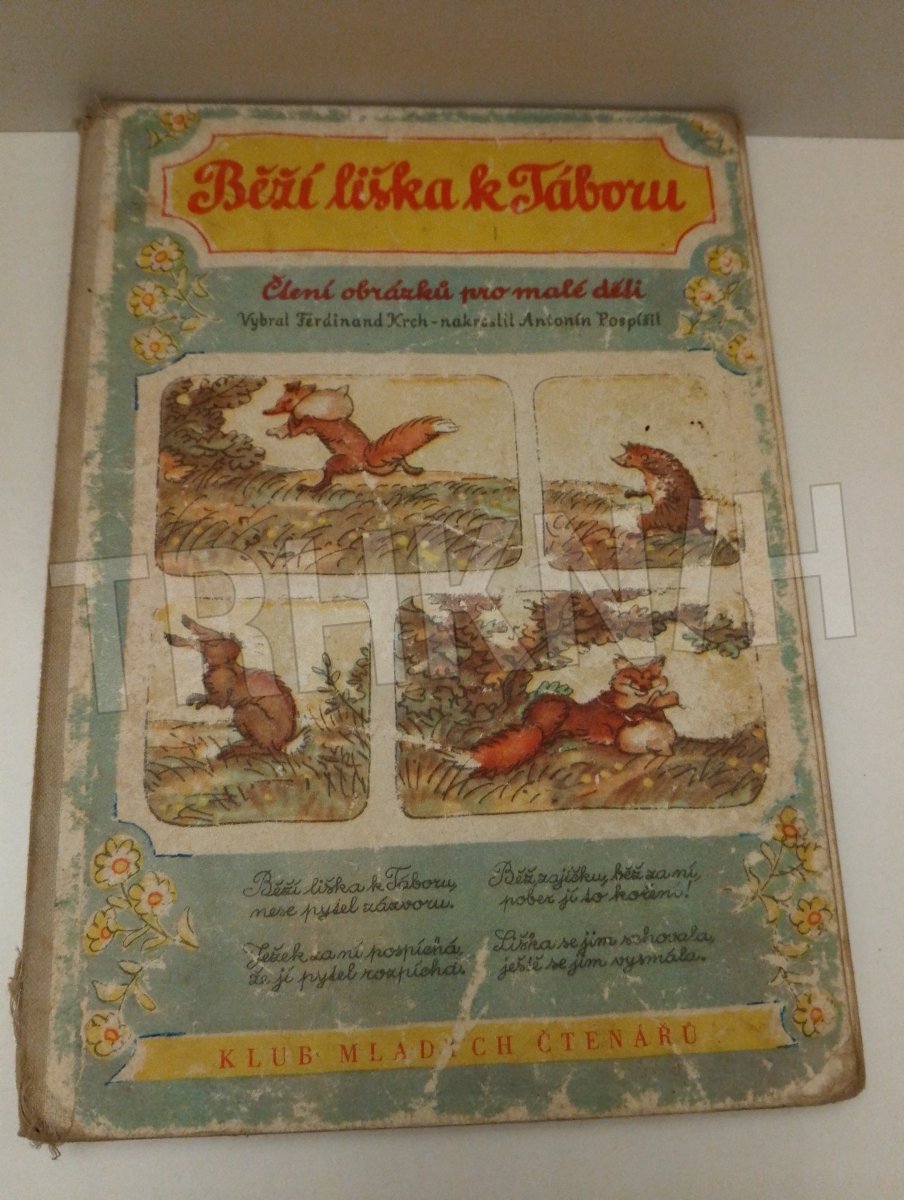 Běží liška k Táboru
Čtení obrázků pro malé děti
Vybral Ferdinand Krch - nakreslil Antonín Pospíšil
TRHKNIH
Běží liška k Táboru,
nese pytel zázvoru.
Ježek za ní pospíchá,
že jí pytel rozpíchá.
Běž, zajíčku, běž za ní,
pober jí to koření!
Liška se jim schovala,
ještě se jim vysmála.
KLUB MLADÝCH ČTENÁŘŮ